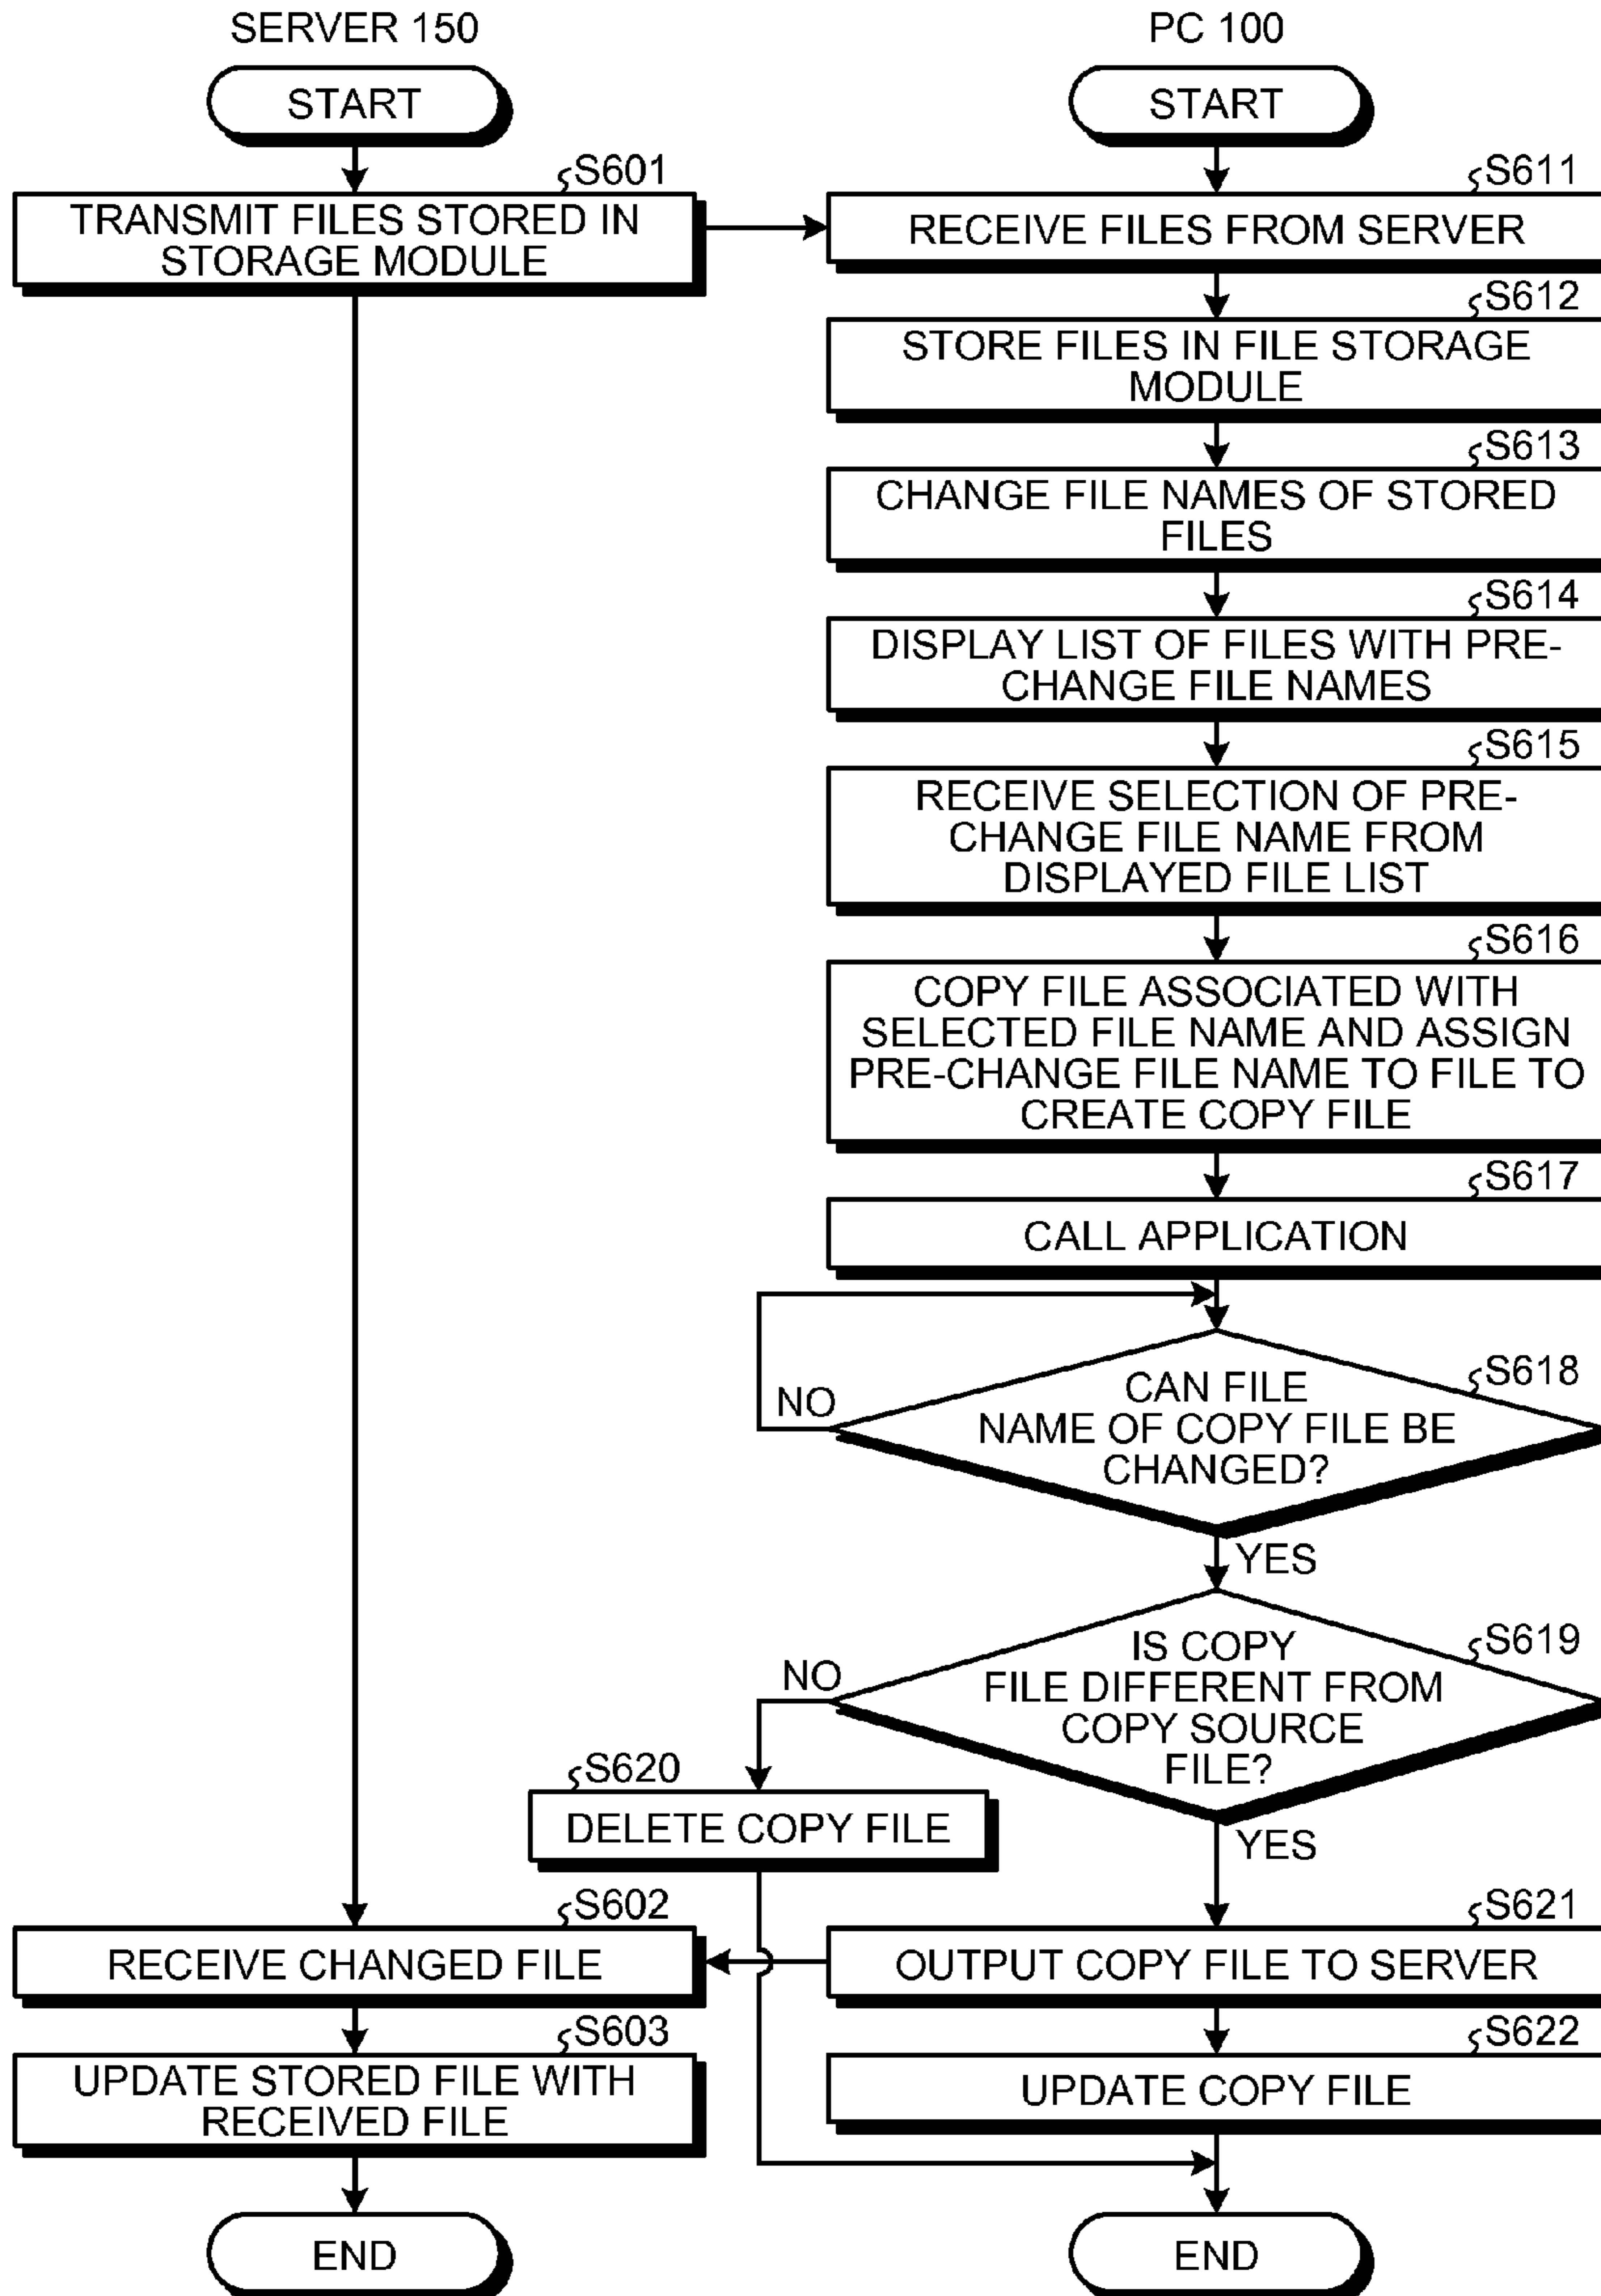 SERVER 150
START
S601
TRANSMIT FILES STORED IN
STORAGE MODULE
S602
RECEIVE CHANGED FILE
S603
UPDATE STORED FILE WITH
RECEIVED FILE
END
PC 100
START
S611
RECEIVE FILES FROM SERVER
S612
STORE FILES IN FILE STORAGE
MODULE
S613
CHANGE FILE NAMES OF STORED
FILES
S614
DISPLAY LIST OF FILES WITH PRE-
CHANGE FILE NAMES
S615
RECEIVE SELECTION OF PRE-
CHANGE FILE NAME FROM
DISPLAYED FILE LIST
S616
COPY FILE ASSOCIATED WITH
SELECTED FILE NAME AND ASSIGN
PRE-CHANGE FILE NAME TO FILE TO
CREATE COPY FILE
S617
CALL APPLICATION
S618
CAN FILE
NAME OF COPY FILE BE
CHANGED?
NO
YES
S619
IS COPY
FILE DIFFERENT FROM
COPY SOURCE
FILE?
NO
S620
DELETE COPY FILE
YES
S621
OUTPUT COPY FILE TO SERVER
S622
UPDATE COPY FILE
END